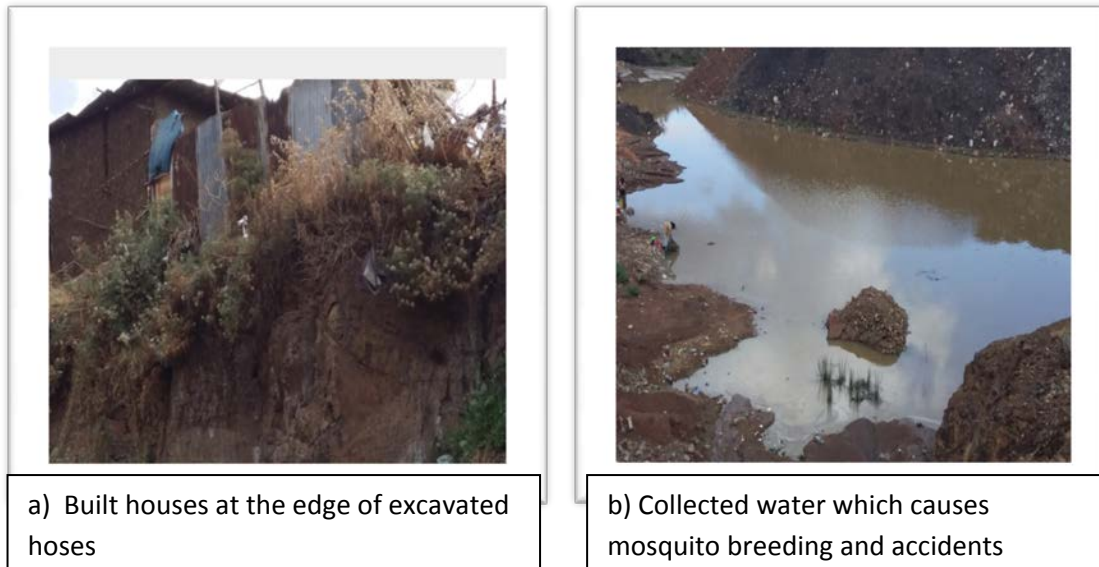 a) Built houses at the edge of excavated
hoses
b) Collected water which causes
mosquito breeding and accidents